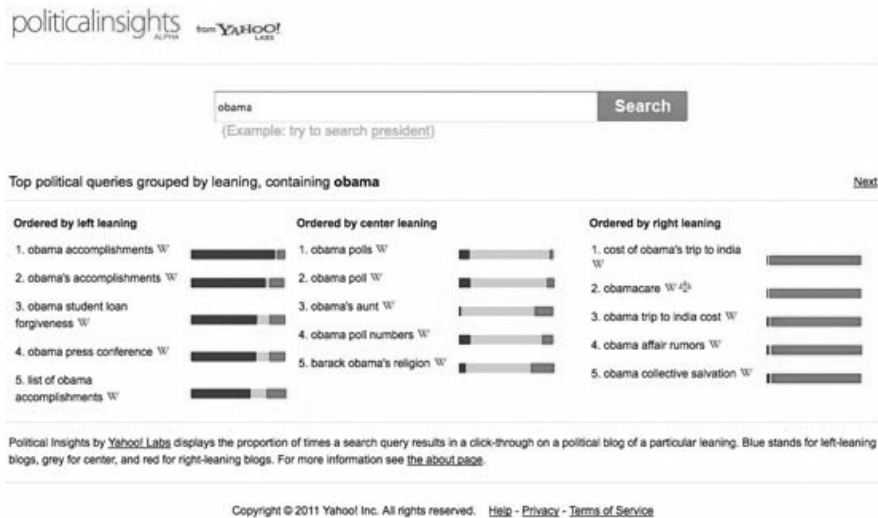 politicalinsights from YAHOO!
ALPHA LABS
obama Search
(Example: try to search president)
Top political queries grouped by leaning, containing obama Next
Ordered by left leaning
1. obama accomplishments W
2. obama's accomplishments W
3. obama student loan
forgiveness W
4. obama press conference W
5. list of obama
accomplishments W
Ordered by center leaning
1. obama polls W
2. obama poll W
3. obama's aunt W
4. obama poll numbers W
5. barack obama's religion W
Ordered by right leaning
1. cost of obama's trip to india
W
2. obamacare W
3. obama trip to india cost W
4. obama affair rumors W
5. obama collective salvation W
Political Insights by Yahoo! Labs displays the proportion of times a search query results in a click-through on a political blog of a particular leaning. Blue stands for left-leaning
blogs, grey for center, and red for right-leaning blogs. For more information see the about page.
Copyright © 2011 Yahoo! Inc. All rights reserved. Help - Privacy - Terms of Service